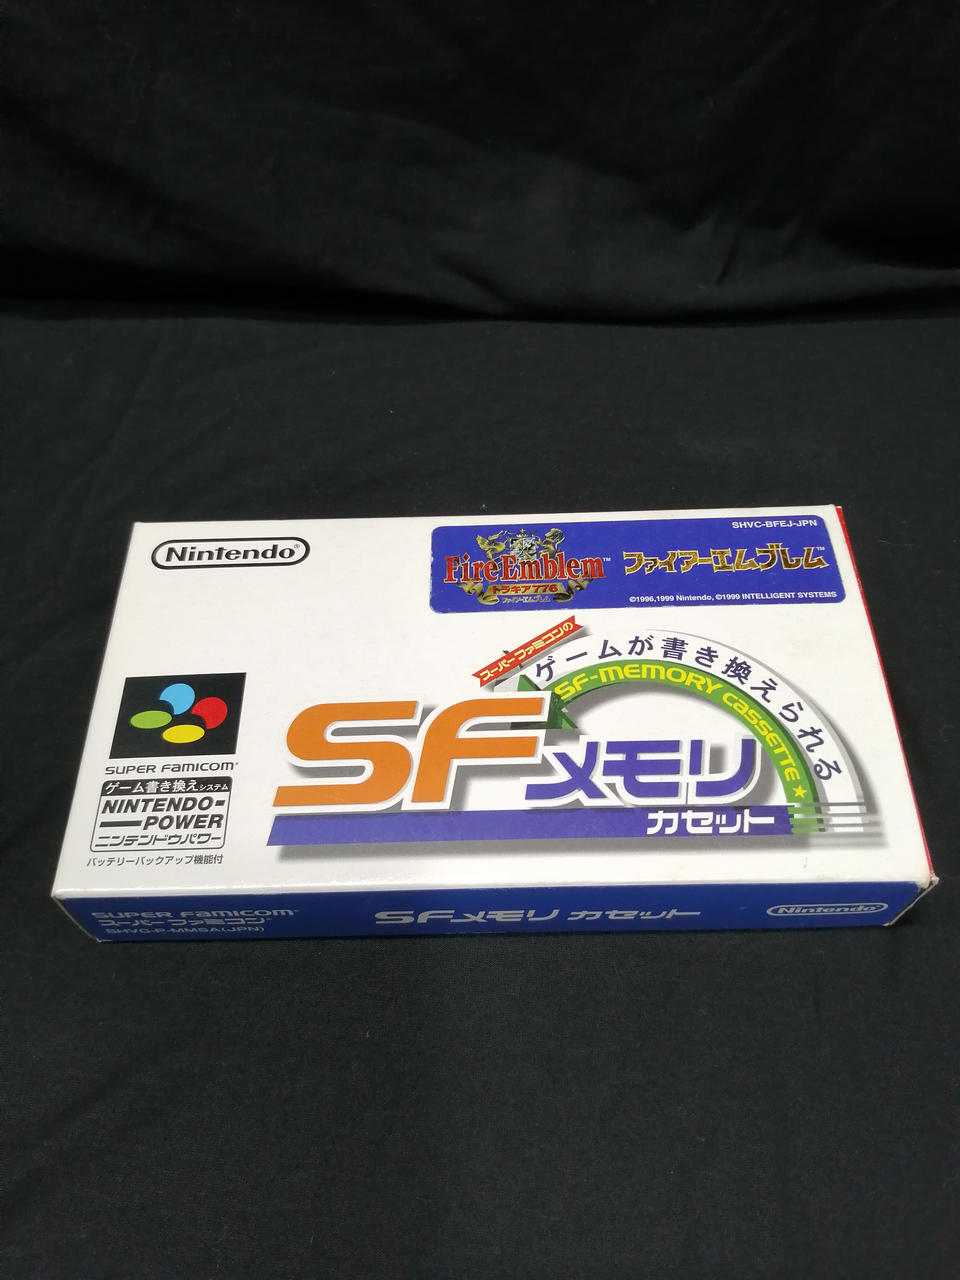 Nintendo®
SHVC-BFEJ-JPN
Fire Emblem™
トラキア776
ファイアーエムブレム
ファイアーエムブレム™
©1996,1999 Nintendo, ©1999 INTELLIGENT SYSTEMS
スーパーファミコンの
ゲームが書き換えられる
SF-MEMORY CASSETTE★
SFメモリ
カセット
SUPER FAMICOM®
ゲーム書き換えシステム
NINTENDO-
POWER
ニンテンドウパワー
バッテリーバックアップ機能付
SUPER FAMICOM®
スーパーファミコン®
SHVC-P-MMSA(JPN)
SFメモリ カセット
Nintendo®